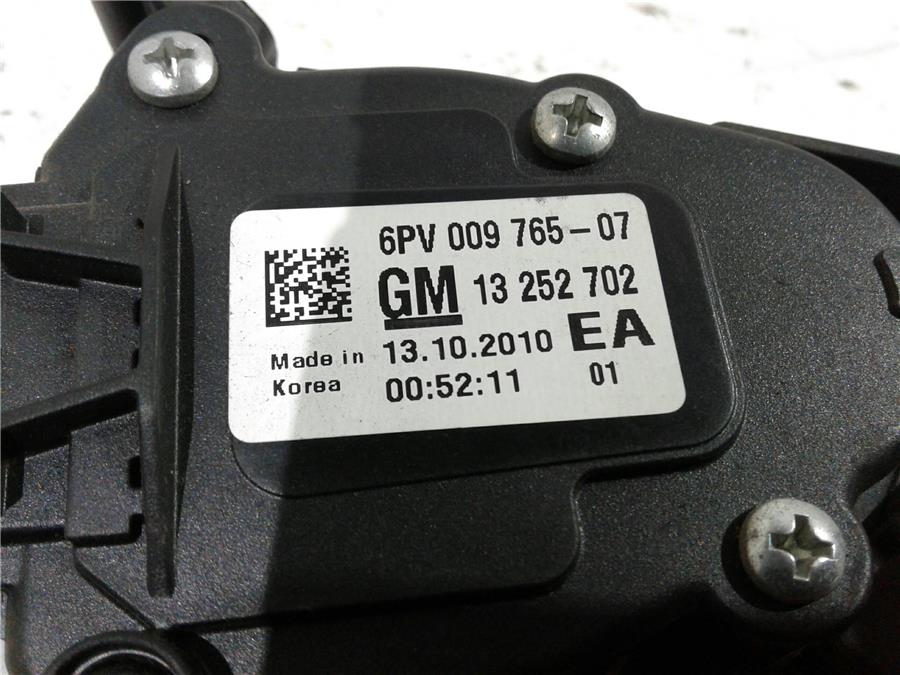 6PV 009 765-07
GM 13 252 702
Made in 13.10.2010 EA
Korea 00:52:11 01